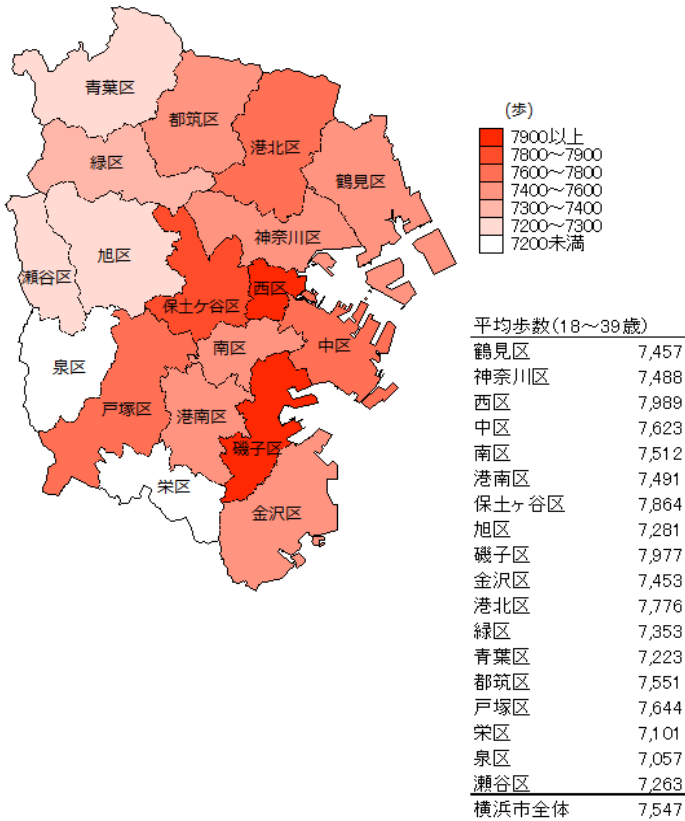 青葉区
都筑区
港北区
緑区
鶴見区
神奈川区
旭区
瀬谷区
西区
保土ケ谷区
南区
中区
泉区
戸塚区
港南区
磯子区
栄区
金沢区
(歩)
7900以上
7800～7900
7600～7800
7400～7600
7300～7400
7200～7300
7200未満
平均歩数(18～39歳)
鶴見区 7,457
神奈川区 7,488
西区 7,989
中区 7,623
南区 7,512
港南区 7,491
保土ヶ谷区 7,864
旭区 7,281
磯子区 7,977
金沢区 7,453
港北区 7,776
緑区 7,353
青葉区 7,223
都筑区 7,551
戸塚区 7,644
栄区 7,101
泉区 7,057
瀬谷区 7,263
横浜市全体 7,547